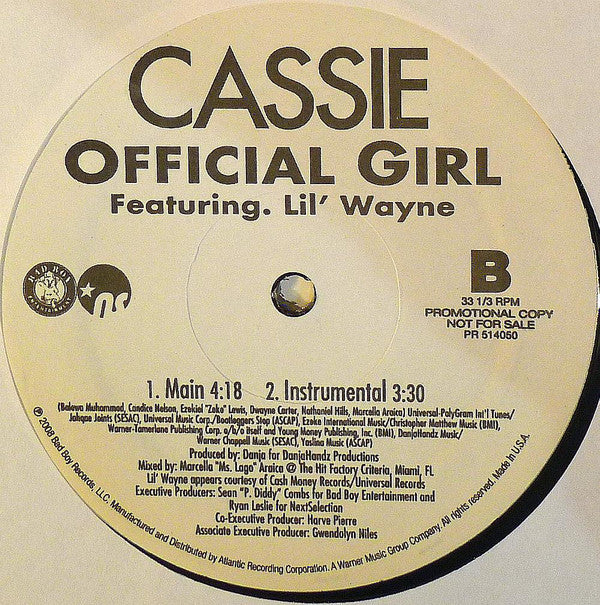 CASSIE
OFFICIAL GIRL
Featuring. Lil' Wayne
BAD BOY
ENTERTAINMENT
B
33 1/3 RPM
PROMOTIONAL COPY
NOT FOR SALE
PR 514050
1. Main 4:18 2. Instrumental 3:30
(Balewa Muhammad, Candice Nelson, Ezekiel "Zeke" Lewis, Dwayne Carter, Nathaniel Hills, Marcella Araica) Universal-PolyGram Int'l Tunes/
Jahqae Joints (SESAC), Universal Music Corp./Bootleggers Stop (ASCAP), Ezeke International Music/Christopher Matthew Music (BMI),
Warner-Tamerlane Publishing Corp. o/b/o itself and Young Money Publishing, Inc. (BMI), DanjaHandz Music/
Warner Chappell Music (SESAC), Yaslina Music (ASCAP)
Produced by: Danja for DanjaHandz Productions
Mixed by: Marcella "Ms. Lago" Araica @ The Hit Factory Criteria, Miami, FL
Lil' Wayne appears courtesy of Cash Money Records/Universal Records
Executive Producers: Sean "P. Diddy" Combs for Bad Boy Entertainment and
Ryan Leslie for NextSelection
Co-Executive Producer: Harve Pierre
Associate Executive Producer: Gwendolyn Niles
℗ 2008 Bad Boy Records, LLC. Manufactured and Distributed by Atlantic Recording Corporation. A Warner Music Group Company. All rights reserved. Made in U.S.A.